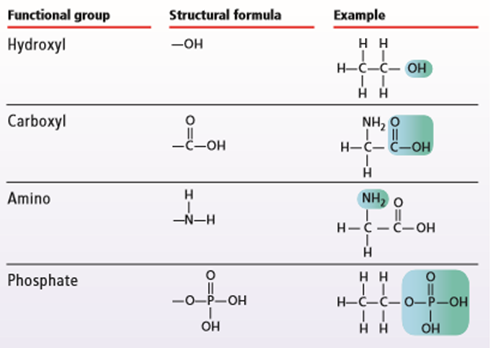 Functional group Structural formula Example
Hydroxyl
—OH
H H
H—C—C— OH
H H
Carboxyl
O
—C—OH
NH₂ O
H—C— C—OH
H
Amino
H
—N—H
NH₂ O
H—C—C—OH
H
Phosphate
O
—O—P—OH
OH
H H O
H—C—C—O—P—OH
H H OH